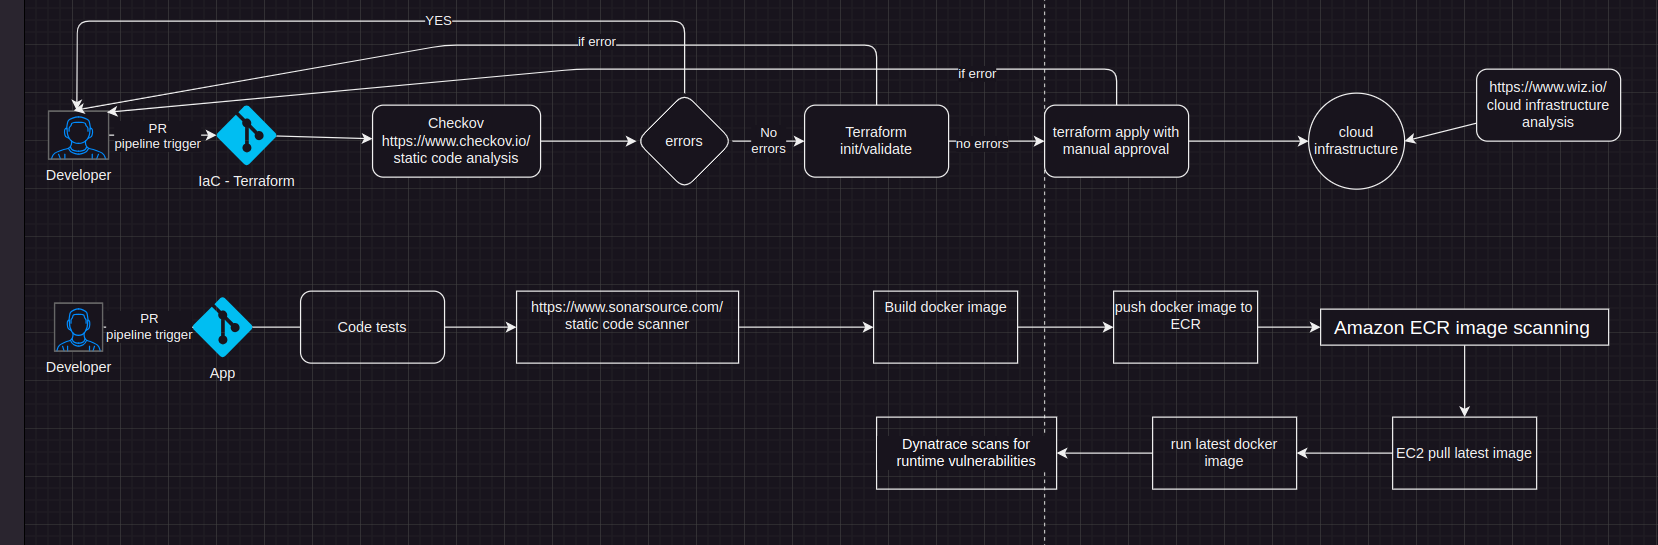 YES
if error
if error
https://www.wiz.io/
cloud infrastructure
analysis
PR
pipeline trigger
Developer
IaC - Terraform
Checkov
https://www.checkov.io/
static code analysis
errors
No
errors
Terraform
init/validate
no errors
terraform apply with
manual approval
cloud
infrastructure
PR
pipeline trigger
Developer
App
Code tests
https://www.sonarsource.com/
static code scanner
Build docker image
push docker image to
ECR
Amazon ECR image scanning
EC2 pull latest image
run latest docker
image
Dynatrace scans for
runtime vulnerabilities